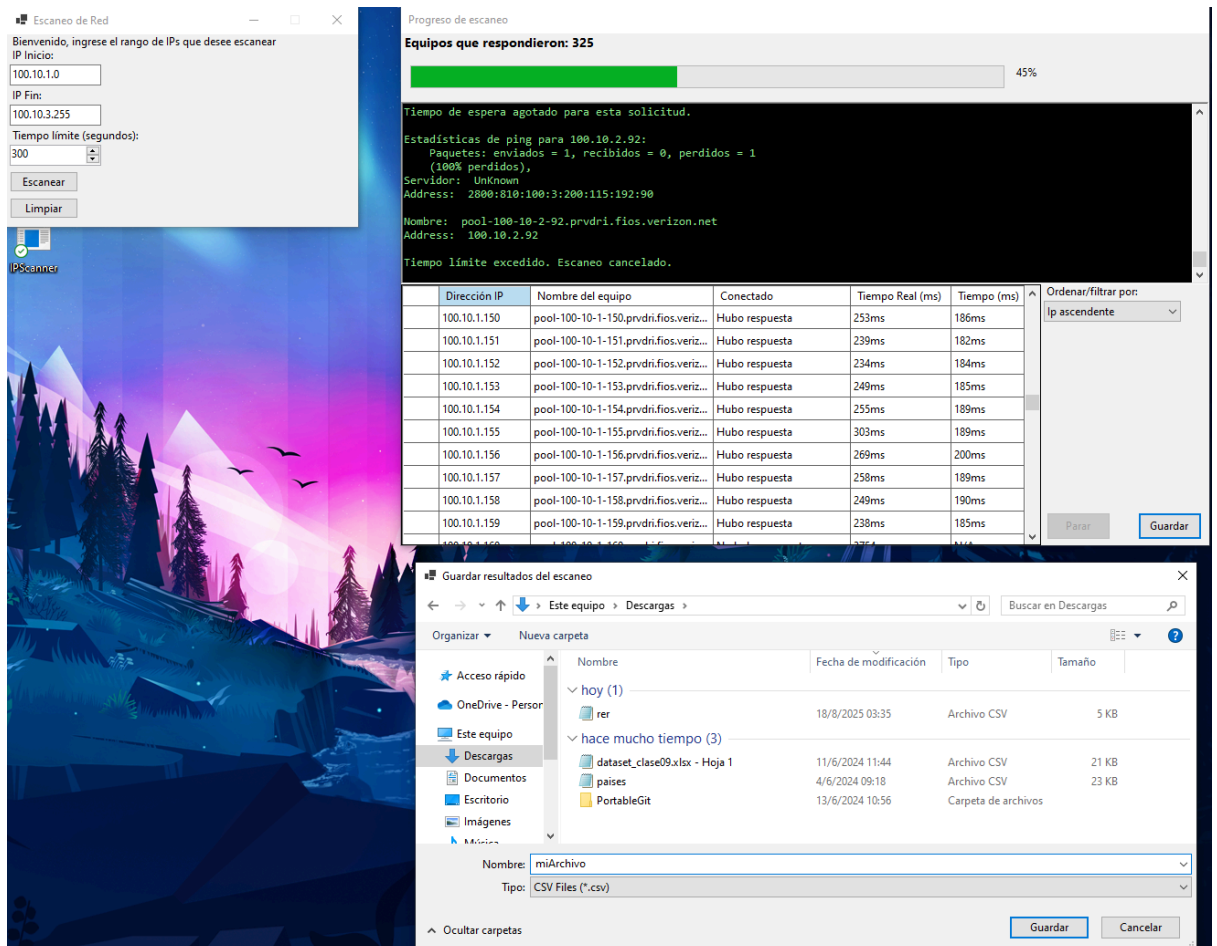 Escaneo de Red
Bienvenido, ingrese el rango de IPs que desee escanear
IP Inicio:
100.10.1.0
IP Fin:
100.10.3.255
Tiempo límite (segundos):
300
Escanear
Limpiar
IPScanner
Progreso de escaneo
Equipos que respondieron: 325
45%
Tiempo de espera agotado para esta solicitud.
Estadísticas de ping para 100.10.2.92:
Paquetes: enviados = 1, recibidos = 0, perdidos = 1
(100% perdidos),
Servidor: UnKnown
Address: 2800:810:100:3:200:115:192:90
Nombre: pool-100-10-2-92.prvdri.fios.verizon.net
Address: 100.10.2.92
Tiempo límite excedido. Escaneo cancelado.
Dirección IP Nombre del equipo Conectado Tiempo Real (ms) Tiempo (ms)
100.10.1.150 pool-100-10-1-150.prvdri.fios.veriz... Hubo respuesta 253ms 186ms
100.10.1.151 pool-100-10-1-151.prvdri.fios.veriz... Hubo respuesta 239ms 182ms
100.10.1.152 pool-100-10-1-152.prvdri.fios.veriz... Hubo respuesta 234ms 184ms
100.10.1.153 pool-100-10-1-153.prvdri.fios.veriz... Hubo respuesta 249ms 185ms
100.10.1.154 pool-100-10-1-154.prvdri.fios.veriz... Hubo respuesta 255ms 189ms
100.10.1.155 pool-100-10-1-155.prvdri.fios.veriz... Hubo respuesta 303ms 189ms
100.10.1.156 pool-100-10-1-156.prvdri.fios.veriz... Hubo respuesta 269ms 200ms
100.10.1.157 pool-100-10-1-157.prvdri.fios.veriz... Hubo respuesta 258ms 189ms
100.10.1.158 pool-100-10-1-158.prvdri.fios.veriz... Hubo respuesta 249ms 190ms
100.10.1.159 pool-100-10-1-159.prvdri.fios.veriz... Hubo respuesta 238ms 185ms
Ordenar/filtrar por:
Ip ascendente
Parar Guardar
Guardar resultados del escaneo
Este equipo Descargas
Buscar en Descargas
Organizar Nueva carpeta
Acceso rápido
OneDrive - Person
Este equipo
Descargas
Documentos
Escritorio
Imágenes
Música
Nombre Fecha de modificación Tipo Tamaño
hoy (1)
rer 18/8/2025 03:35 Archivo CSV 5 KB
hace mucho tiempo (3)
dataset_clase09.xlsx - Hoja 1 11/6/2024 11:44 Archivo CSV 21 KB
paises 4/6/2024 09:18 Archivo CSV 23 KB
PortableGit 13/6/2024 10:56 Carpeta de archivos
Nombre: miArchivo
Tipo: CSV Files (*.csv)
Ocultar carpetas
Guardar Cancelar